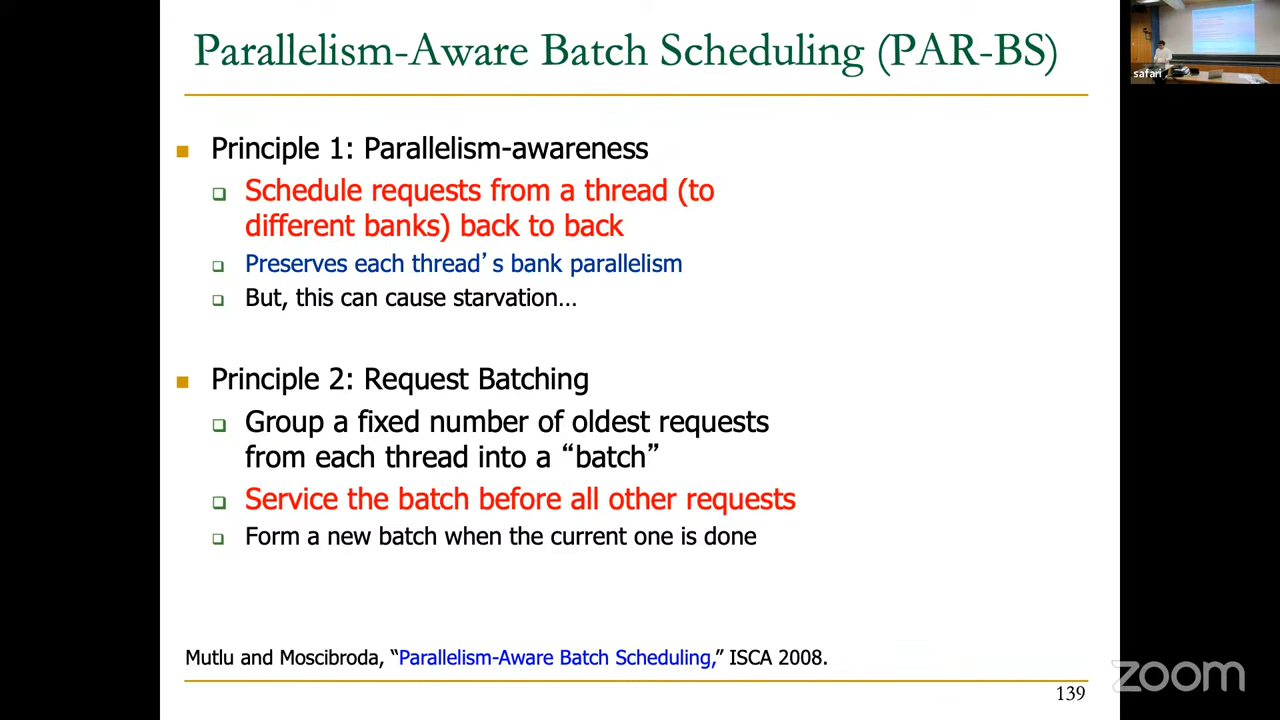 Parallelism-Aware Batch Scheduling (PAR-BS)
safari
Principle 1: Parallelism-awareness
Schedule requests from a thread (to
different banks) back to back
Preserves each thread’s bank parallelism
But, this can cause starvation…
Principle 2: Request Batching
Group a fixed number of oldest requests
from each thread into a “batch”
Service the batch before all other requests
Form a new batch when the current one is done
Mutlu and Moscibroda, “Parallelism-Aware Batch Scheduling,” ISCA 2008.
139
zoom